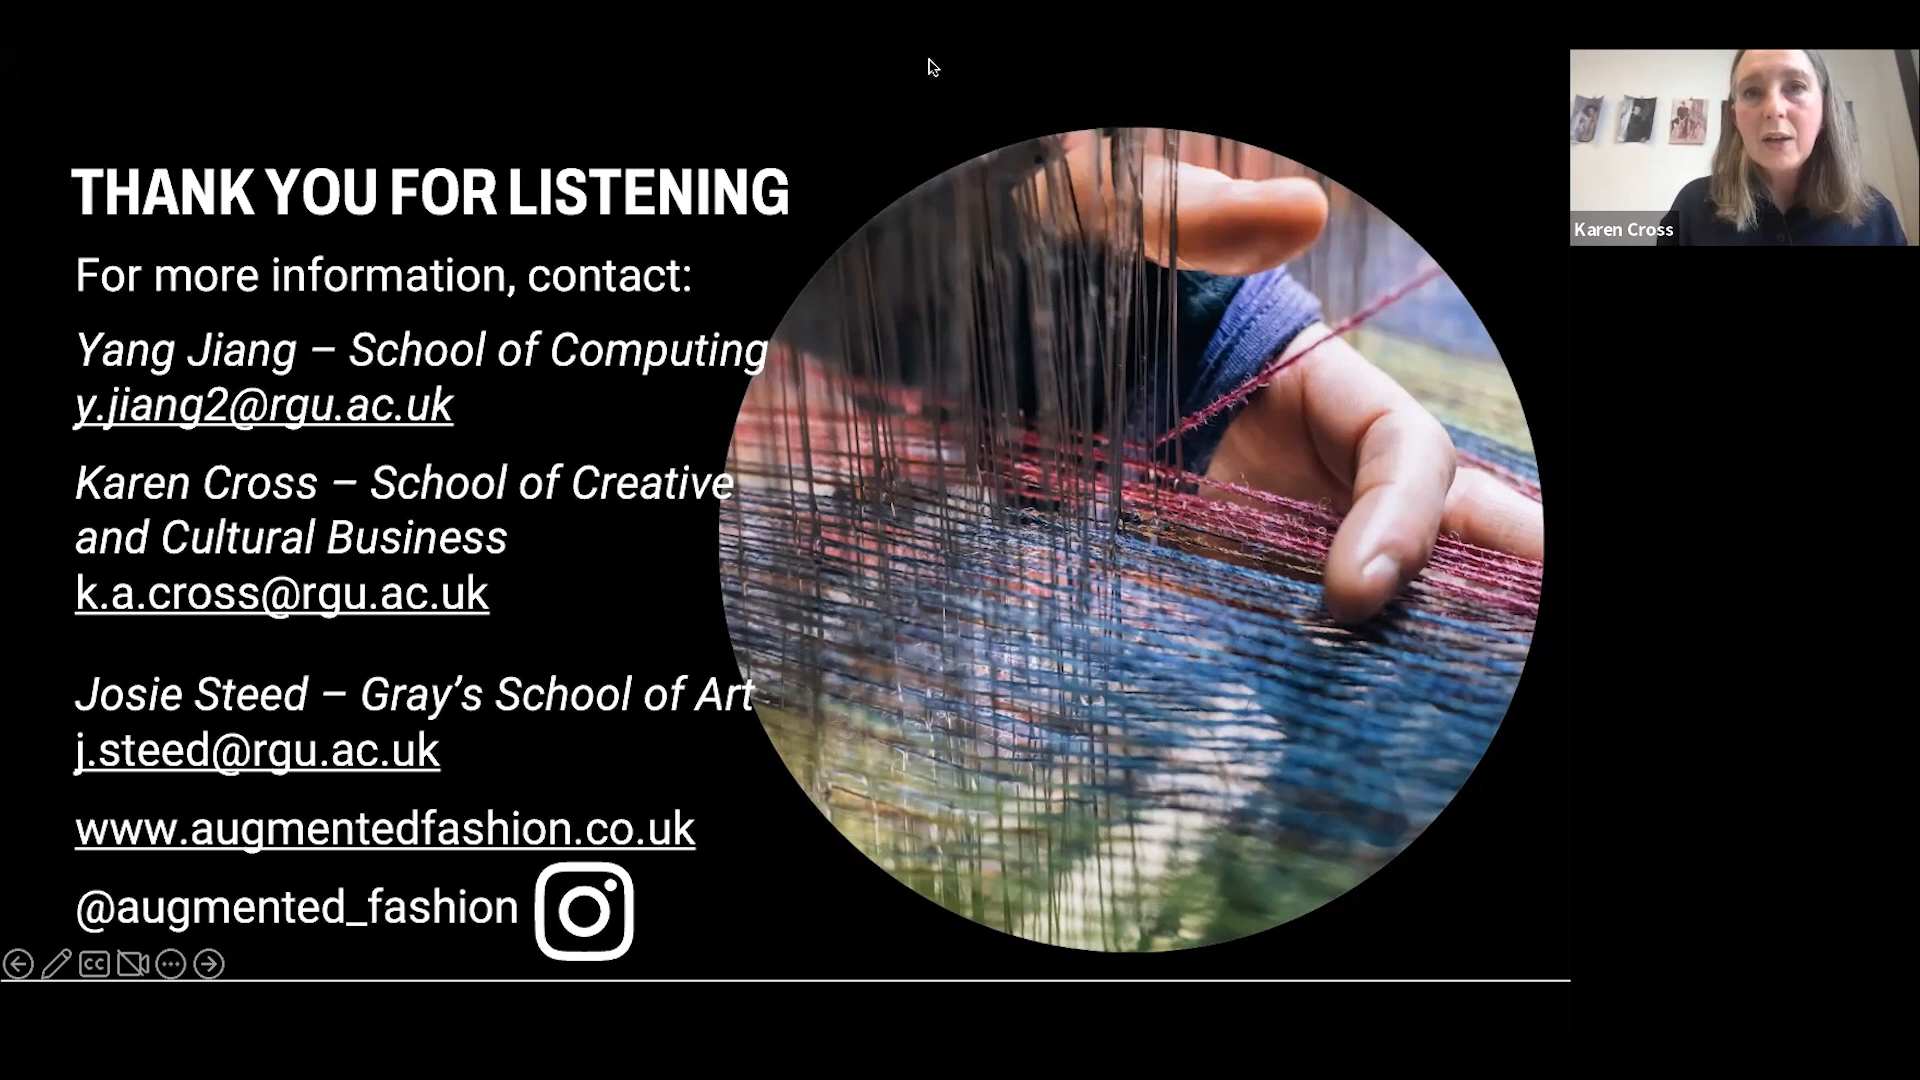 THANK YOU FOR LISTENING
For more information, contact:
Yang Jiang – School of Computing
y.jiang2@rgu.ac.uk
Karen Cross – School of Creative
and Cultural Business
k.a.cross@rgu.ac.uk
Josie Steed – Gray’s School of Art
j.steed@rgu.ac.uk
www.augmentedfashion.co.uk
@augmented_fashion
CC
Karen Cross